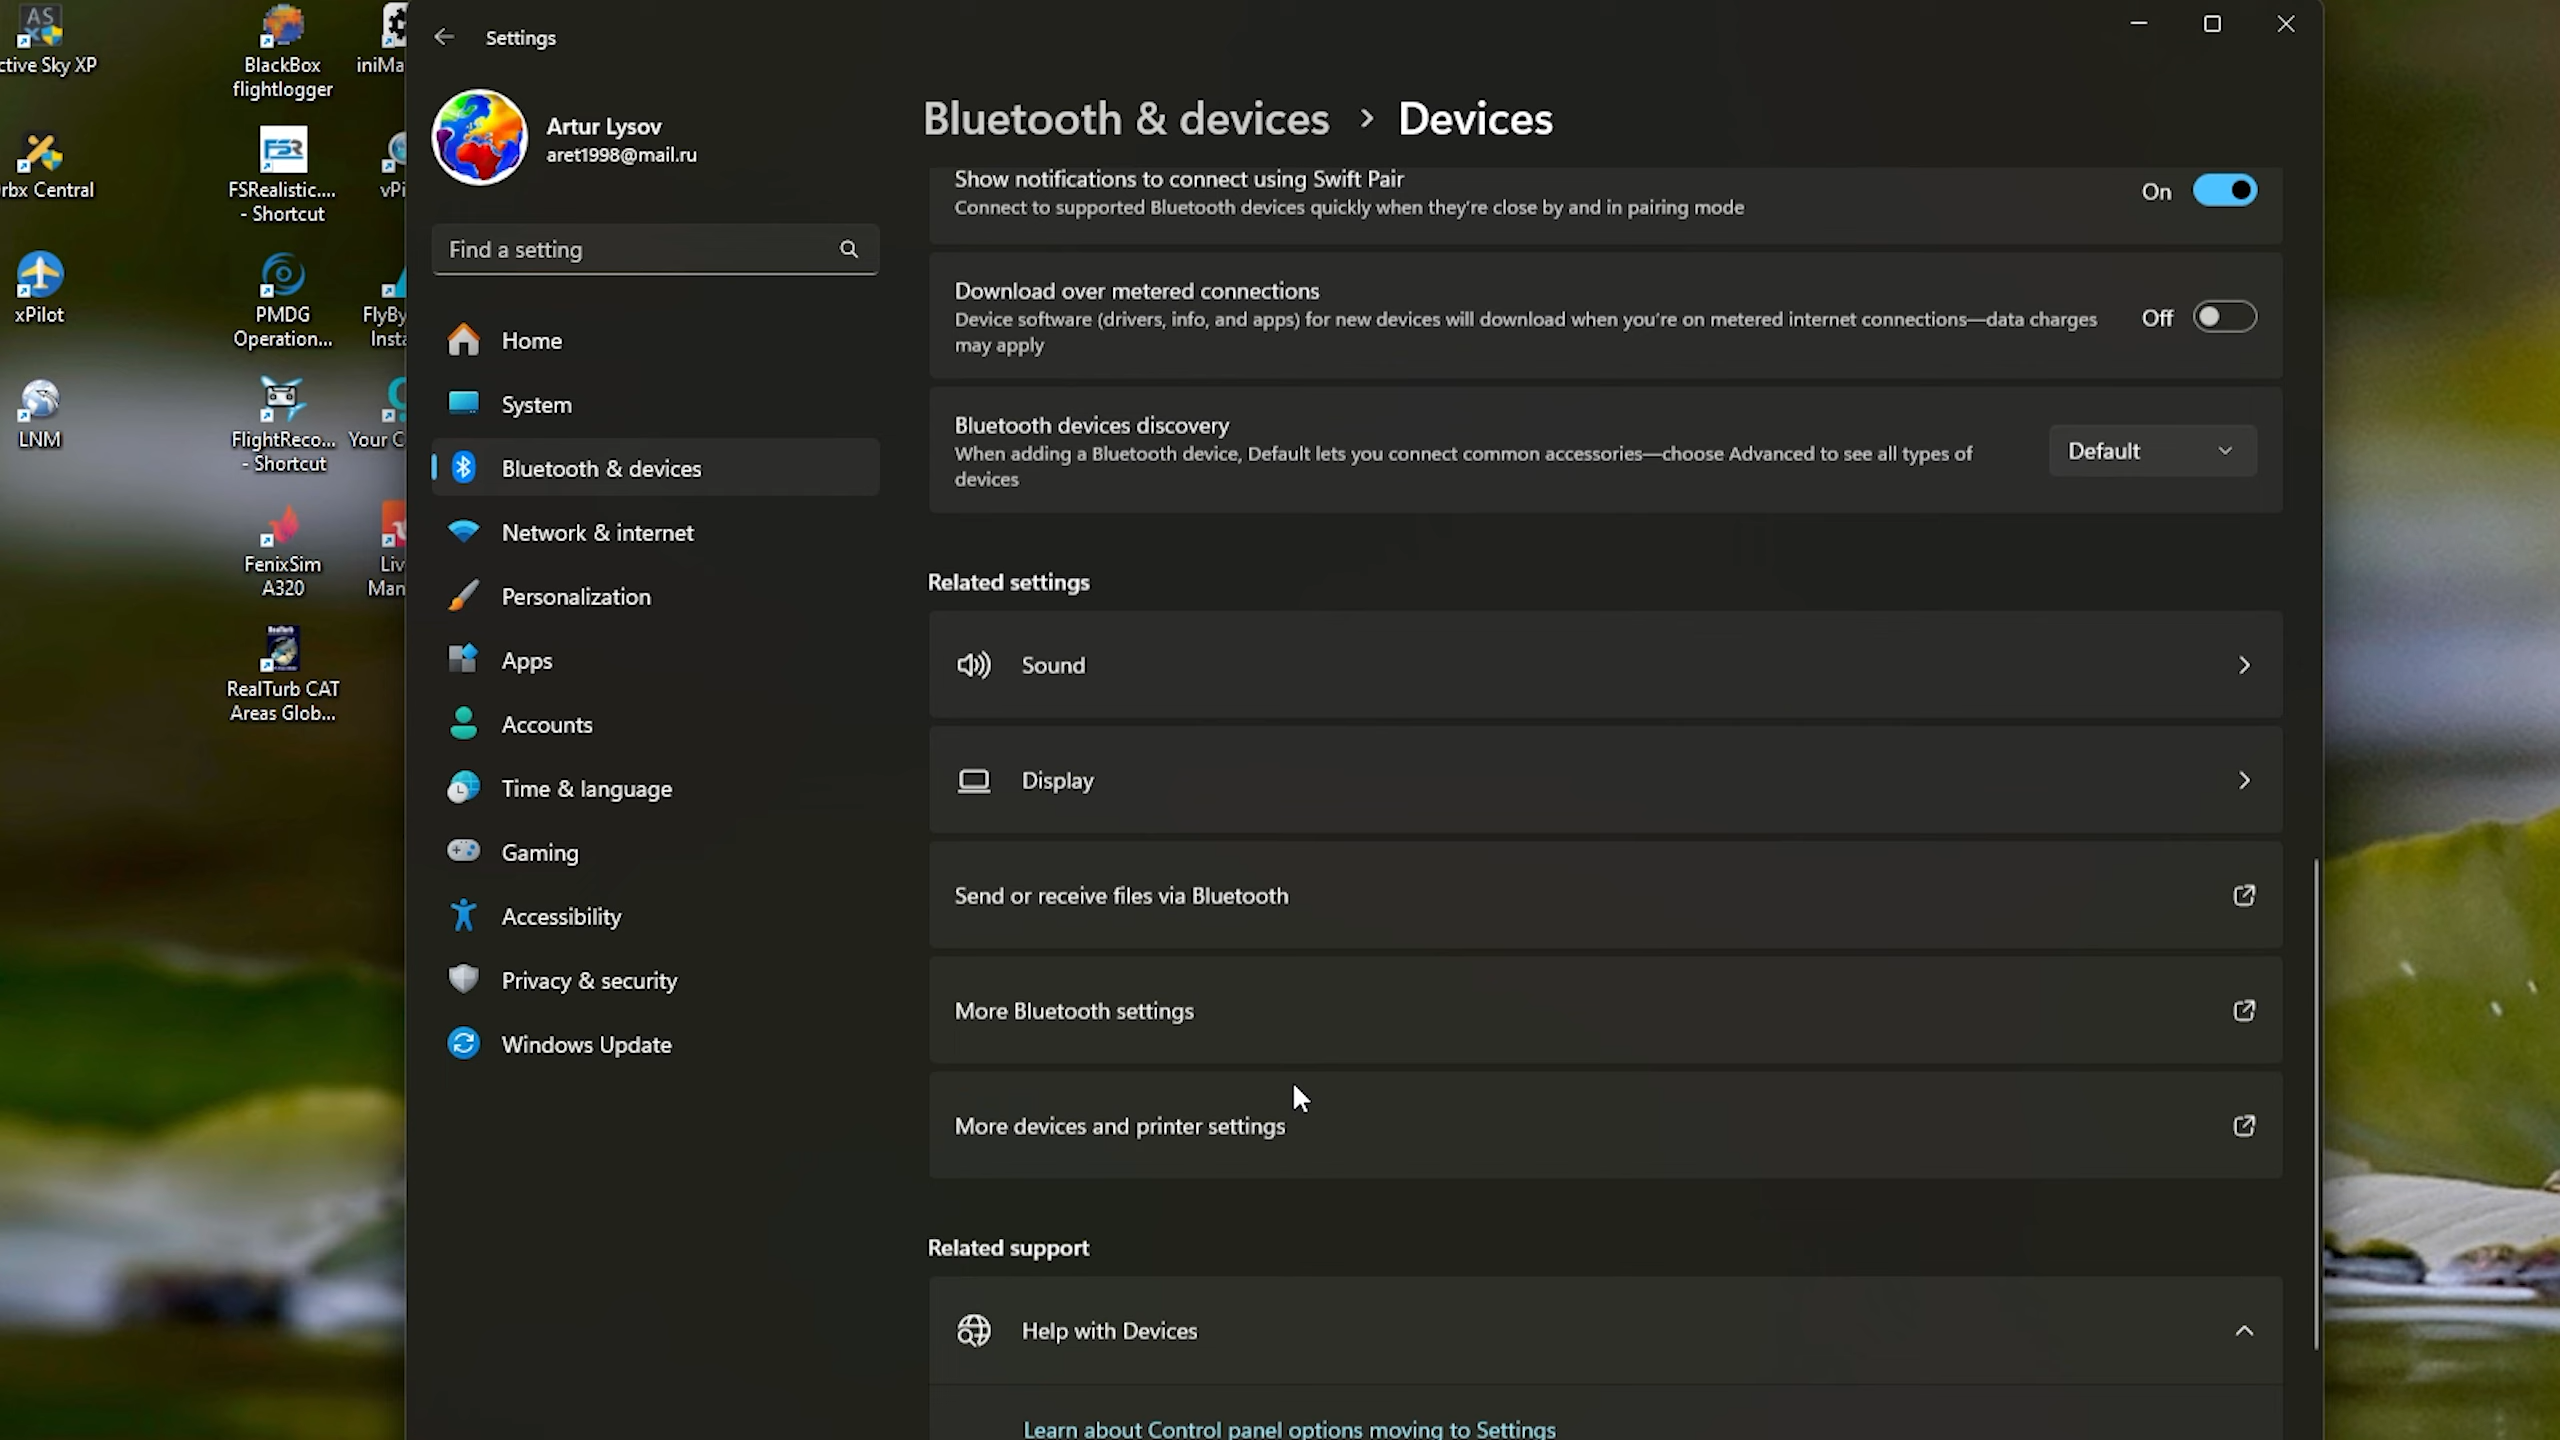 ctive Sky XP
BlackBox
flightlogger
iniMa
rbx Central
FSRealistic....
- Shortcut
vPi
xPilot
PMDG
Operation...
FlyBy
Insta
LNM
FlightReco...
- Shortcut
Your C
FenixSim
A320
Liv
Man
RealTurb CAT
Areas Glob...
Settings
Artur Lysov
aret1998@mail.ru
Find a setting
Home
System
Bluetooth & devices
Network & internet
Personalization
Apps
Accounts
Time & language
Gaming
Accessibility
Privacy & security
Windows Update
Bluetooth & devices › Devices
Show notifications to connect using Swift Pair
Connect to supported Bluetooth devices quickly when they're close by and in pairing mode
On
Download over metered connections
Device software (drivers, info, and apps) for new devices will download when you're on metered internet connections—data charges
may apply
Off
Bluetooth devices discovery
When adding a Bluetooth device, Default lets you connect common accessories—choose Advanced to see all types of
devices
Default
Related settings
Sound
Display
Send or receive files via Bluetooth
More Bluetooth settings
More devices and printer settings
Related support
Help with Devices
Learn about Control panel options moving to Settings